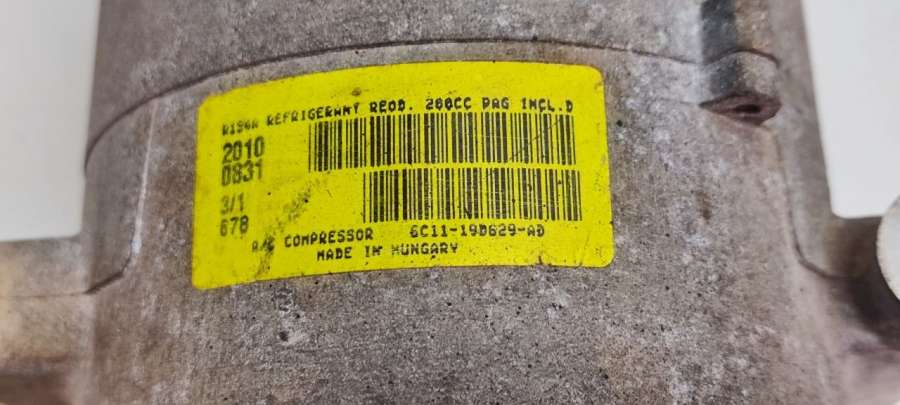 R134A REFRIGERANT REQD. 200CC PAG INCL.D
2010
0831
3/1
678
A/C COMPRESSOR 6C11-19D629-AD
MADE IN HUNGARY